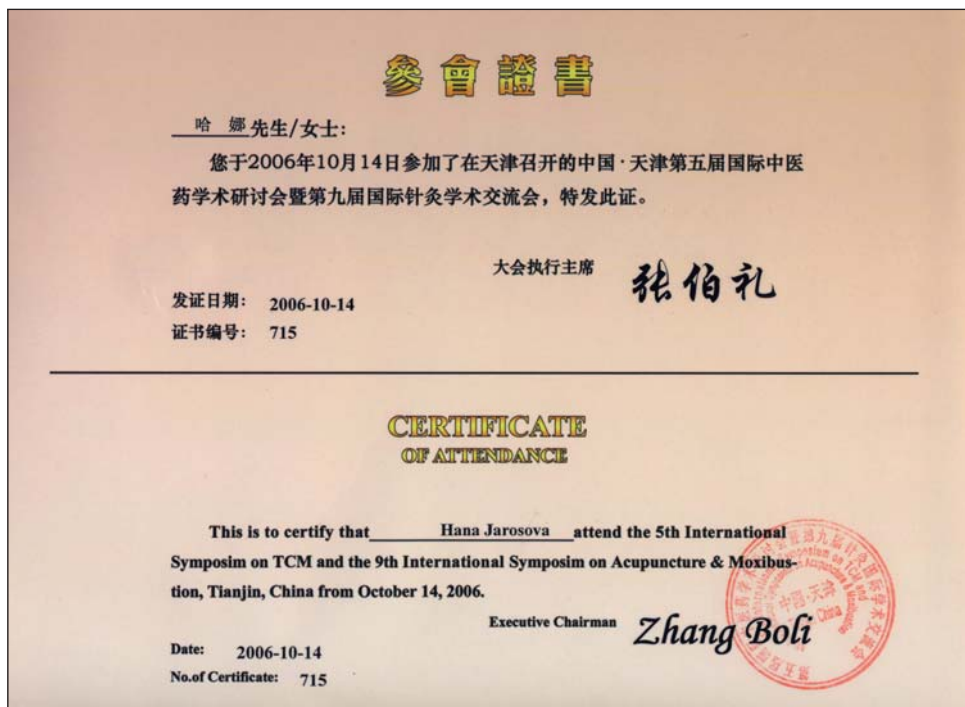 參會證書
哈 娜 先生/女士:
您于2006年10月14日参加了在天津召开的中国·天津第五届国际中医
药学术研讨会暨第九届国际针灸学术交流会，特发此证。
大会执行主席 张伯礼
发证日期: 2006-10-14
证书编号: 715
CERTIFICATE
OF ATTENDANCE
This is to certify that Hana Jarosova attend the 5th International
Symposim on TCM and the 9th International Symposim on Acupuncture & Moxibus-
tion, Tianjin, China from October 14, 2006.
Executive Chairman Zhang Boli
Date: 2006-10-14
No.of Certificate: 715
中国·天津